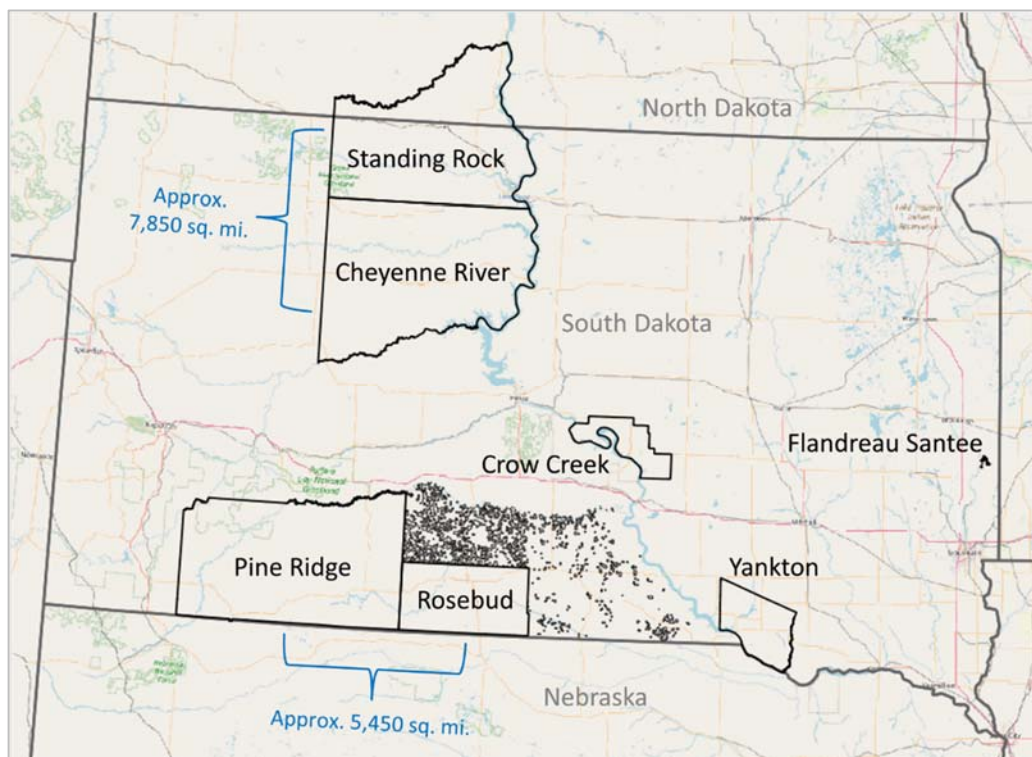 North Dakota
Standing Rock
Approx.
7,850 sq. mi.
Cheyenne River
South Dakota
Flandreau Santee
Crow Creek
Pine Ridge
Rosebud
Yankton
Nebraska
Approx. 5,450 sq. mi.